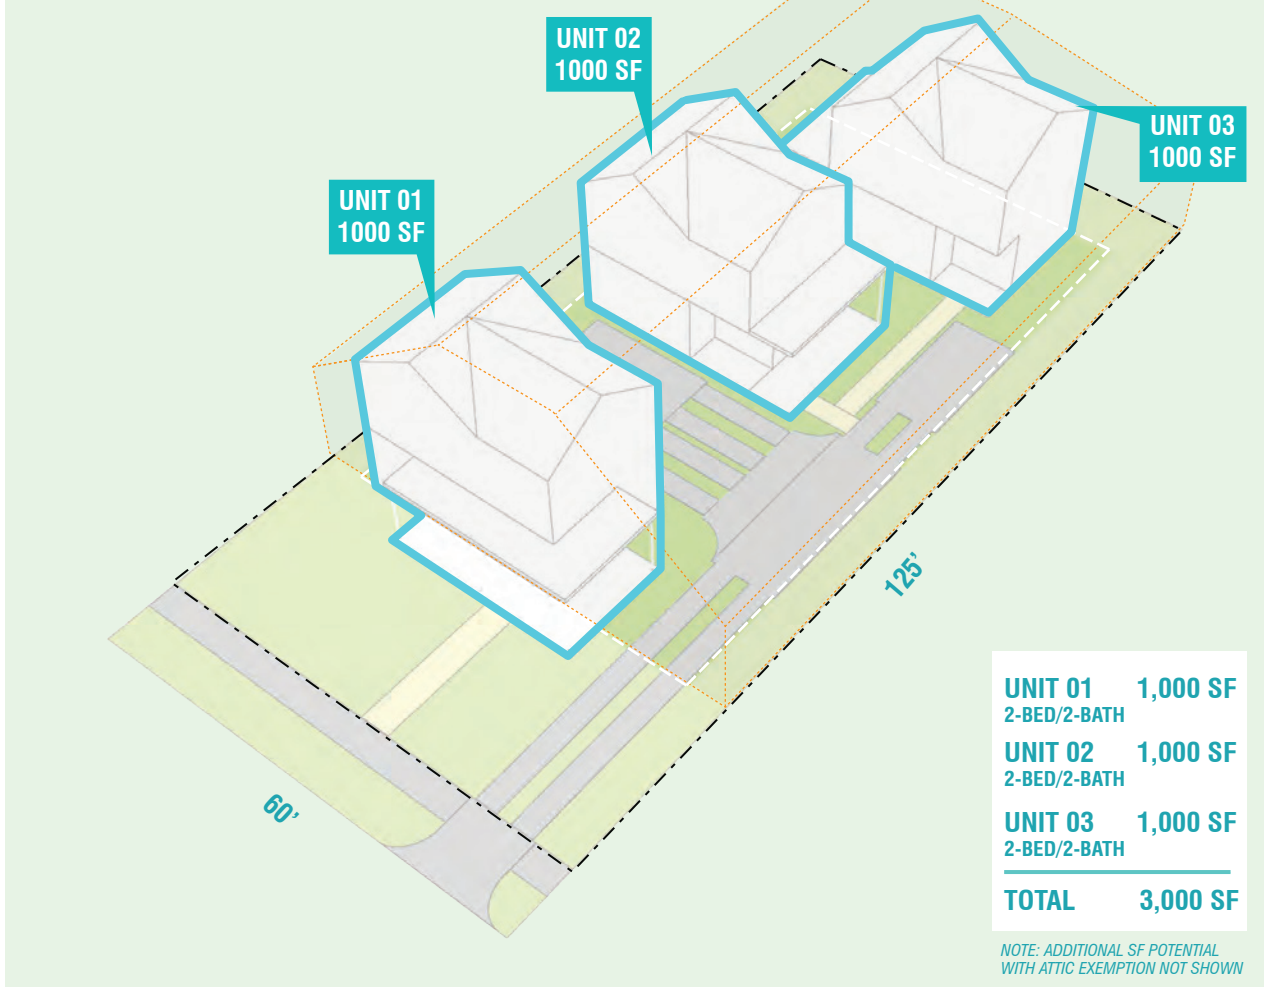 UNIT 02
1000 SF
UNIT 03
1000 SF
UNIT 01
1000 SF
125’
60’
UNIT 01 1,000 SF
2-BED/2-BATH
UNIT 02 1,000 SF
2-BED/2-BATH
UNIT 03 1,000 SF
2-BED/2-BATH
TOTAL 3,000 SF
NOTE: ADDITIONAL SF POTENTIAL
WITH ATTIC EXEMPTION NOT SHOWN